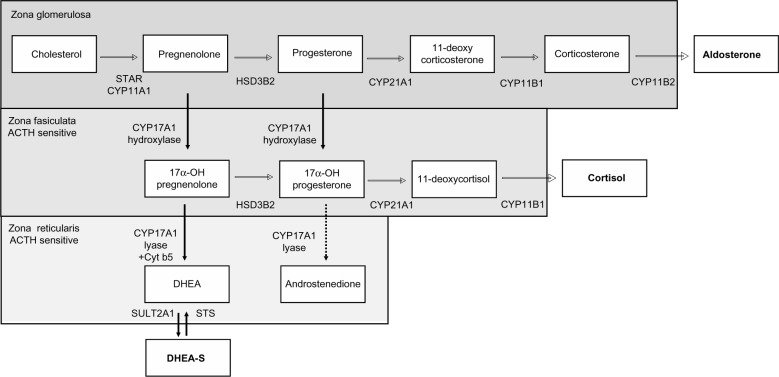 Zona glomerulosa
Cholesterol
Pregnenolone
Progesterone
11-deoxy
corticosterone
Corticosterone
Aldosterone
STAR
CYP11A1
HSD3B2
CYP21A1
CYP11B1
CYP11B2
Zona fasiculata
ACTH sensitive
CYP17A1
hydroxylase
CYP17A1
hydroxylase
17α-OH
pregnenolone
17α-OH
progesterone
11-deoxycortisol
Cortisol
HSD3B2
CYP21A1
CYP11B1
Zona reticularis
ACTH sensitive
CYP17A1
lyase
+Cyt b5
CYP17A1
lyase
DHEA
Androstenedione
SULT2A1
STS
DHEA-S